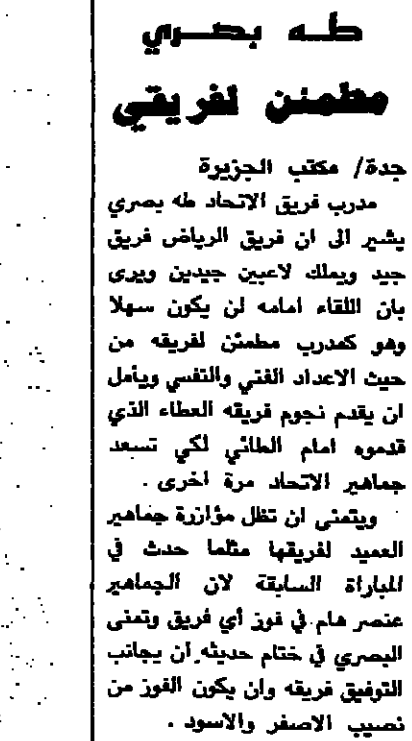 طه بصري
مطمئن لفريقي
جدة/ مكتب الجزيرة
مدرب فريق الاتحاد طه بصري
يشير الى ان فريق الرياض فريق
جيد ويملك لاعبين جيدين ويرى
بان اللقاء امامه لن يكون سهلا
وهو كمدرب مطمئن لفريقه من
حيث الاعداد الفني والنفسي ويأمل
ان يقدم نجوم فريقه العطاء الذي
قدموه امام الطائي لكي تسعد
جماهير الاتحاد مرة اخرى .
ويتمنى ان تظل مؤازرة جماهير
العميد لفريقها مثلما حدث في
المباراة السابقة لان الجماهير
عنصر هام في فوز أي فريق وتمنى
البصري في ختام حديثه ان يجانب
التوفيق فريقه وان يكون الفوز من
نصيب الاصفر والاسود .